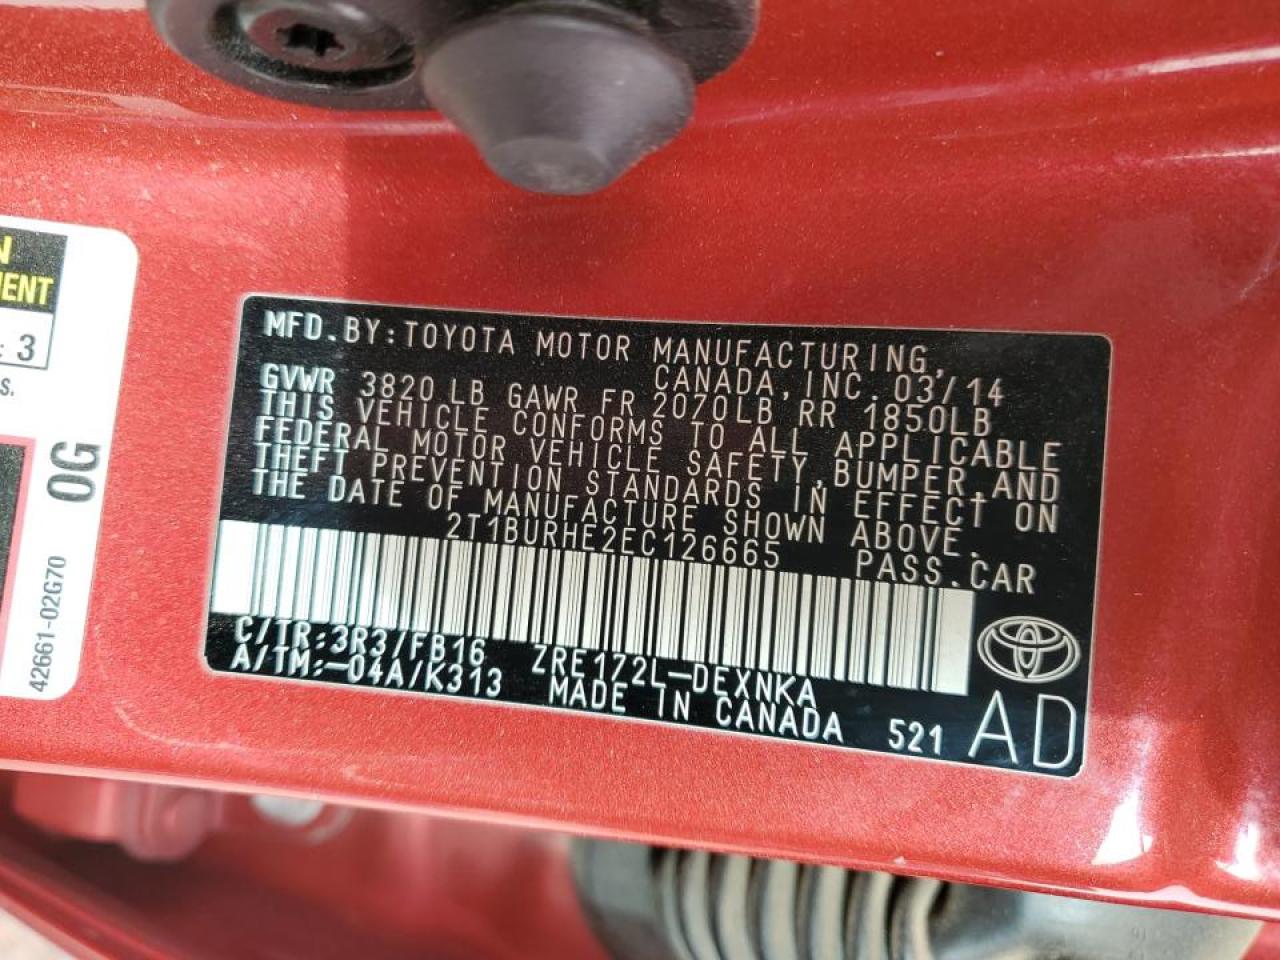 N
MENT
: 3
s.
0G
42661-02G70
MFD.BY:TOYOTA MOTOR MANUFACTURING,
CANADA, INC. 03/14
GVWR 3820 LB GAWR FR 2070LB RR 1850LB
THIS VEHICLE CONFORMS TO ALL APPLICABLE
FEDERAL MOTOR VEHICLE SAFETY,BUMPER,AND
THEFT PREVENTION STANDARDS IN EFFECT ON
THE DATE OF MANUFACTURE SHOWN ABOVE.
2T1BURHE2EC126665 PASS.CAR
C/TR:3R3/FB16 ZRE172L-DEXNKA
A/TM:-04A/K313 MADE IN CANADA 521 AD